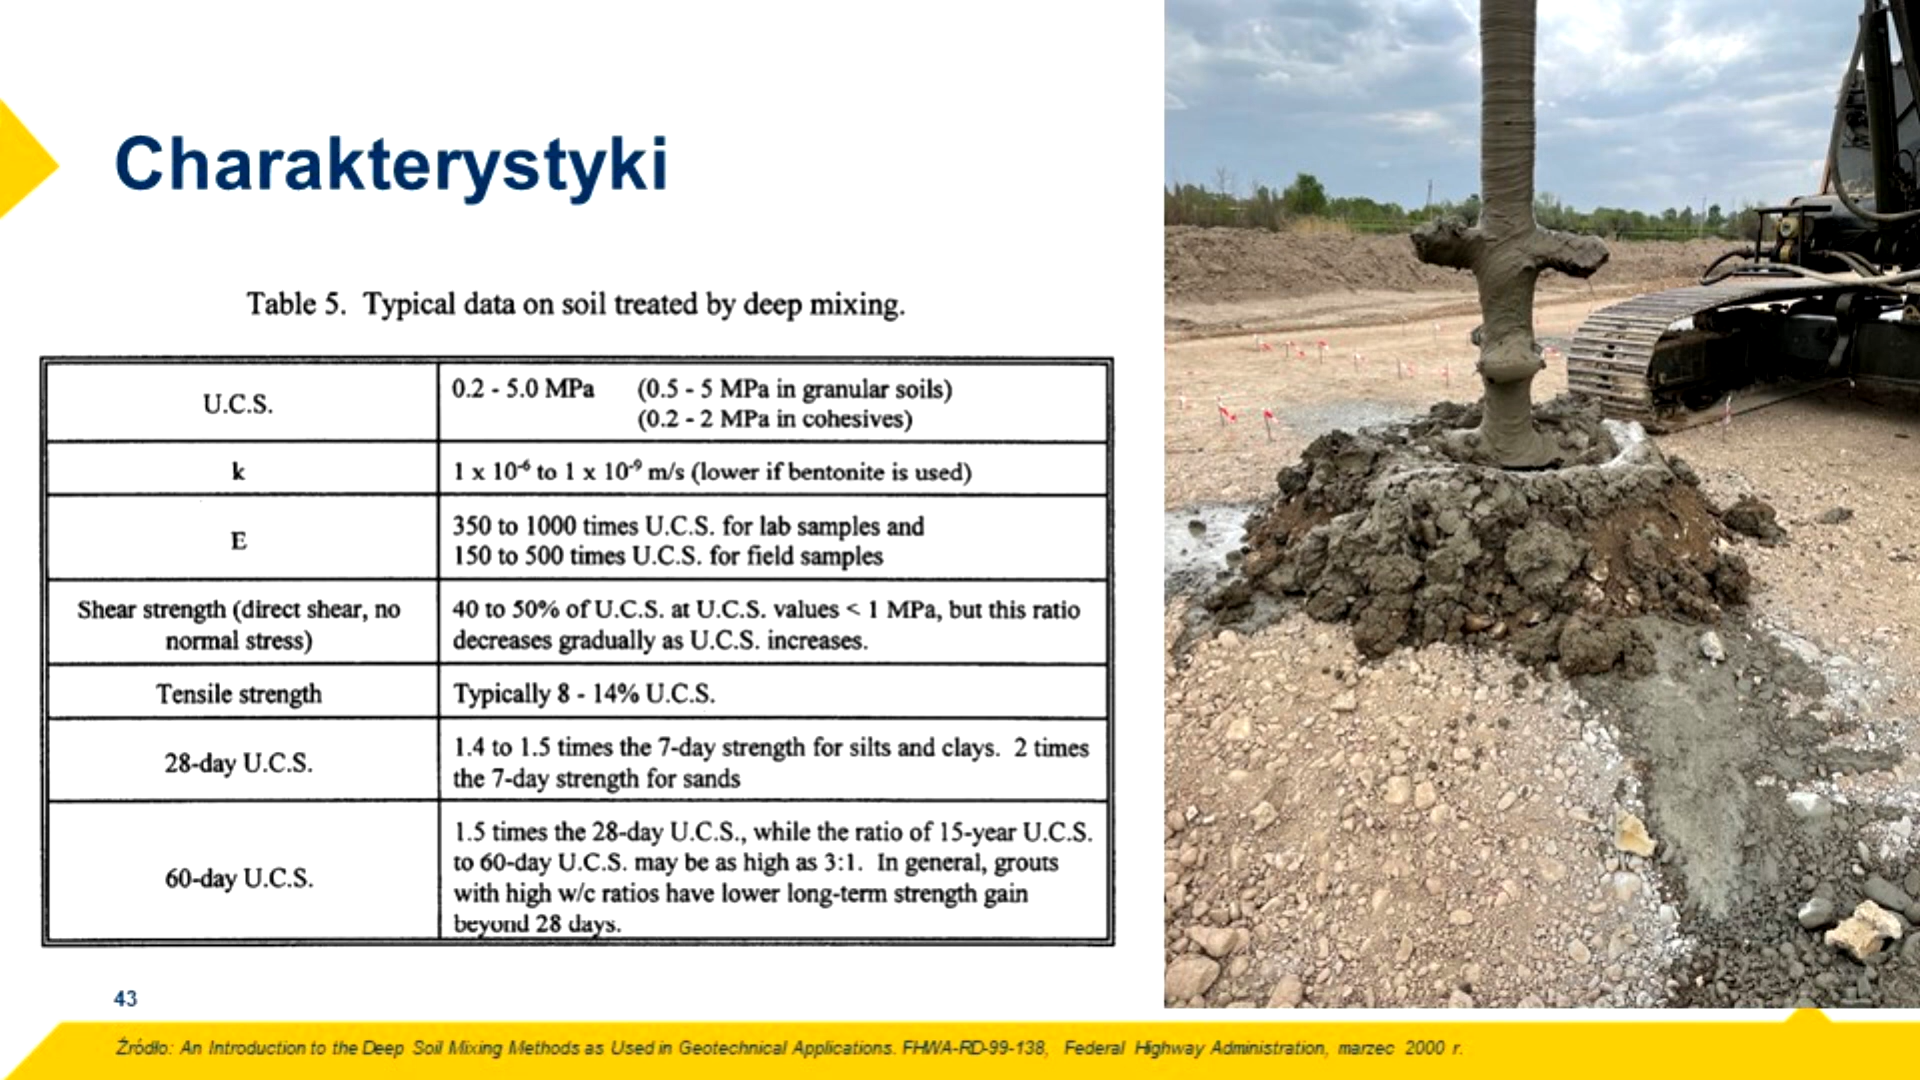 Charakterystyki
Table 5. Typical data on soil treated by deep mixing.
U.C.S.
0.2 - 5.0 MPa (0.5 - 5 MPa in granular soils)
(0.2 - 2 MPa in cohesives)
k
1 x 10⁻⁶ to 1 x 10⁻⁹ m/s (lower if bentonite is used)
E
350 to 1000 times U.C.S. for lab samples and
150 to 500 times U.C.S. for field samples
Shear strength (direct shear, no
normal stress)
40 to 50% of U.C.S. at U.C.S. values < 1 MPa, but this ratio
decreases gradually as U.C.S. increases.
Tensile strength
Typically 8 - 14% U.C.S.
28-day U.C.S.
1.4 to 1.5 times the 7-day strength for silts and clays. 2 times
the 7-day strength for sands
60-day U.C.S.
1.5 times the 28-day U.C.S., while the ratio of 15-year U.C.S.
to 60-day U.C.S. may be as high as 3:1. In general, grouts
with high w/c ratios have lower long-term strength gain
beyond 28 days.
43
Źródło: An Introduction to the Deep Soil Mixing Methods as Used in Geotechnical Applications. FHWA-RD-99-138, Federal Highway Administration, marzec 2000 r.